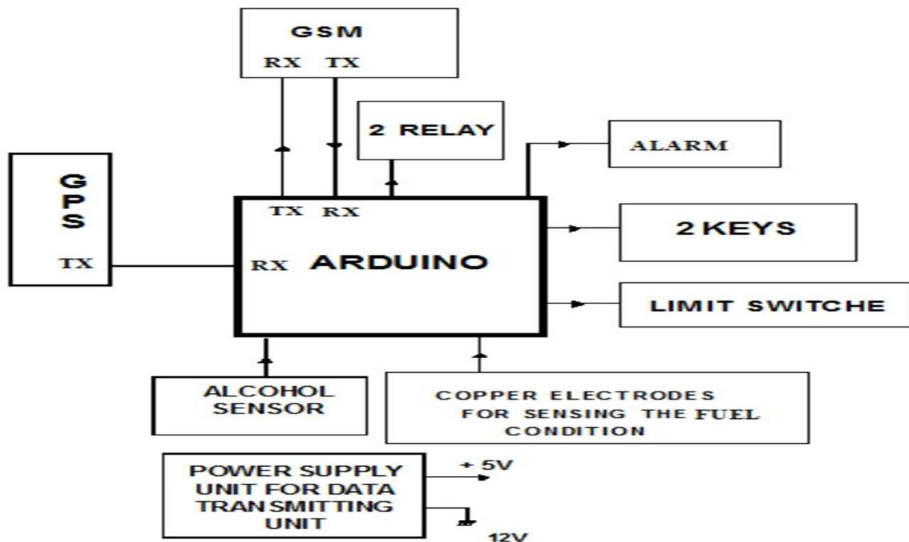 GSM
RX TX
2 RELAY
ALARM
GPS
TX
TX RX
RX ARDUINO
2 KEYS
LIMIT SWITCHE
ALCOHOL
SENSOR
COPPER ELECTRODES
FOR SENSING THE FUEL
CONDITION
POWER SUPPLY
UNIT FOR DATA
TRANSMITTING
UNIT
+ 5V
12V